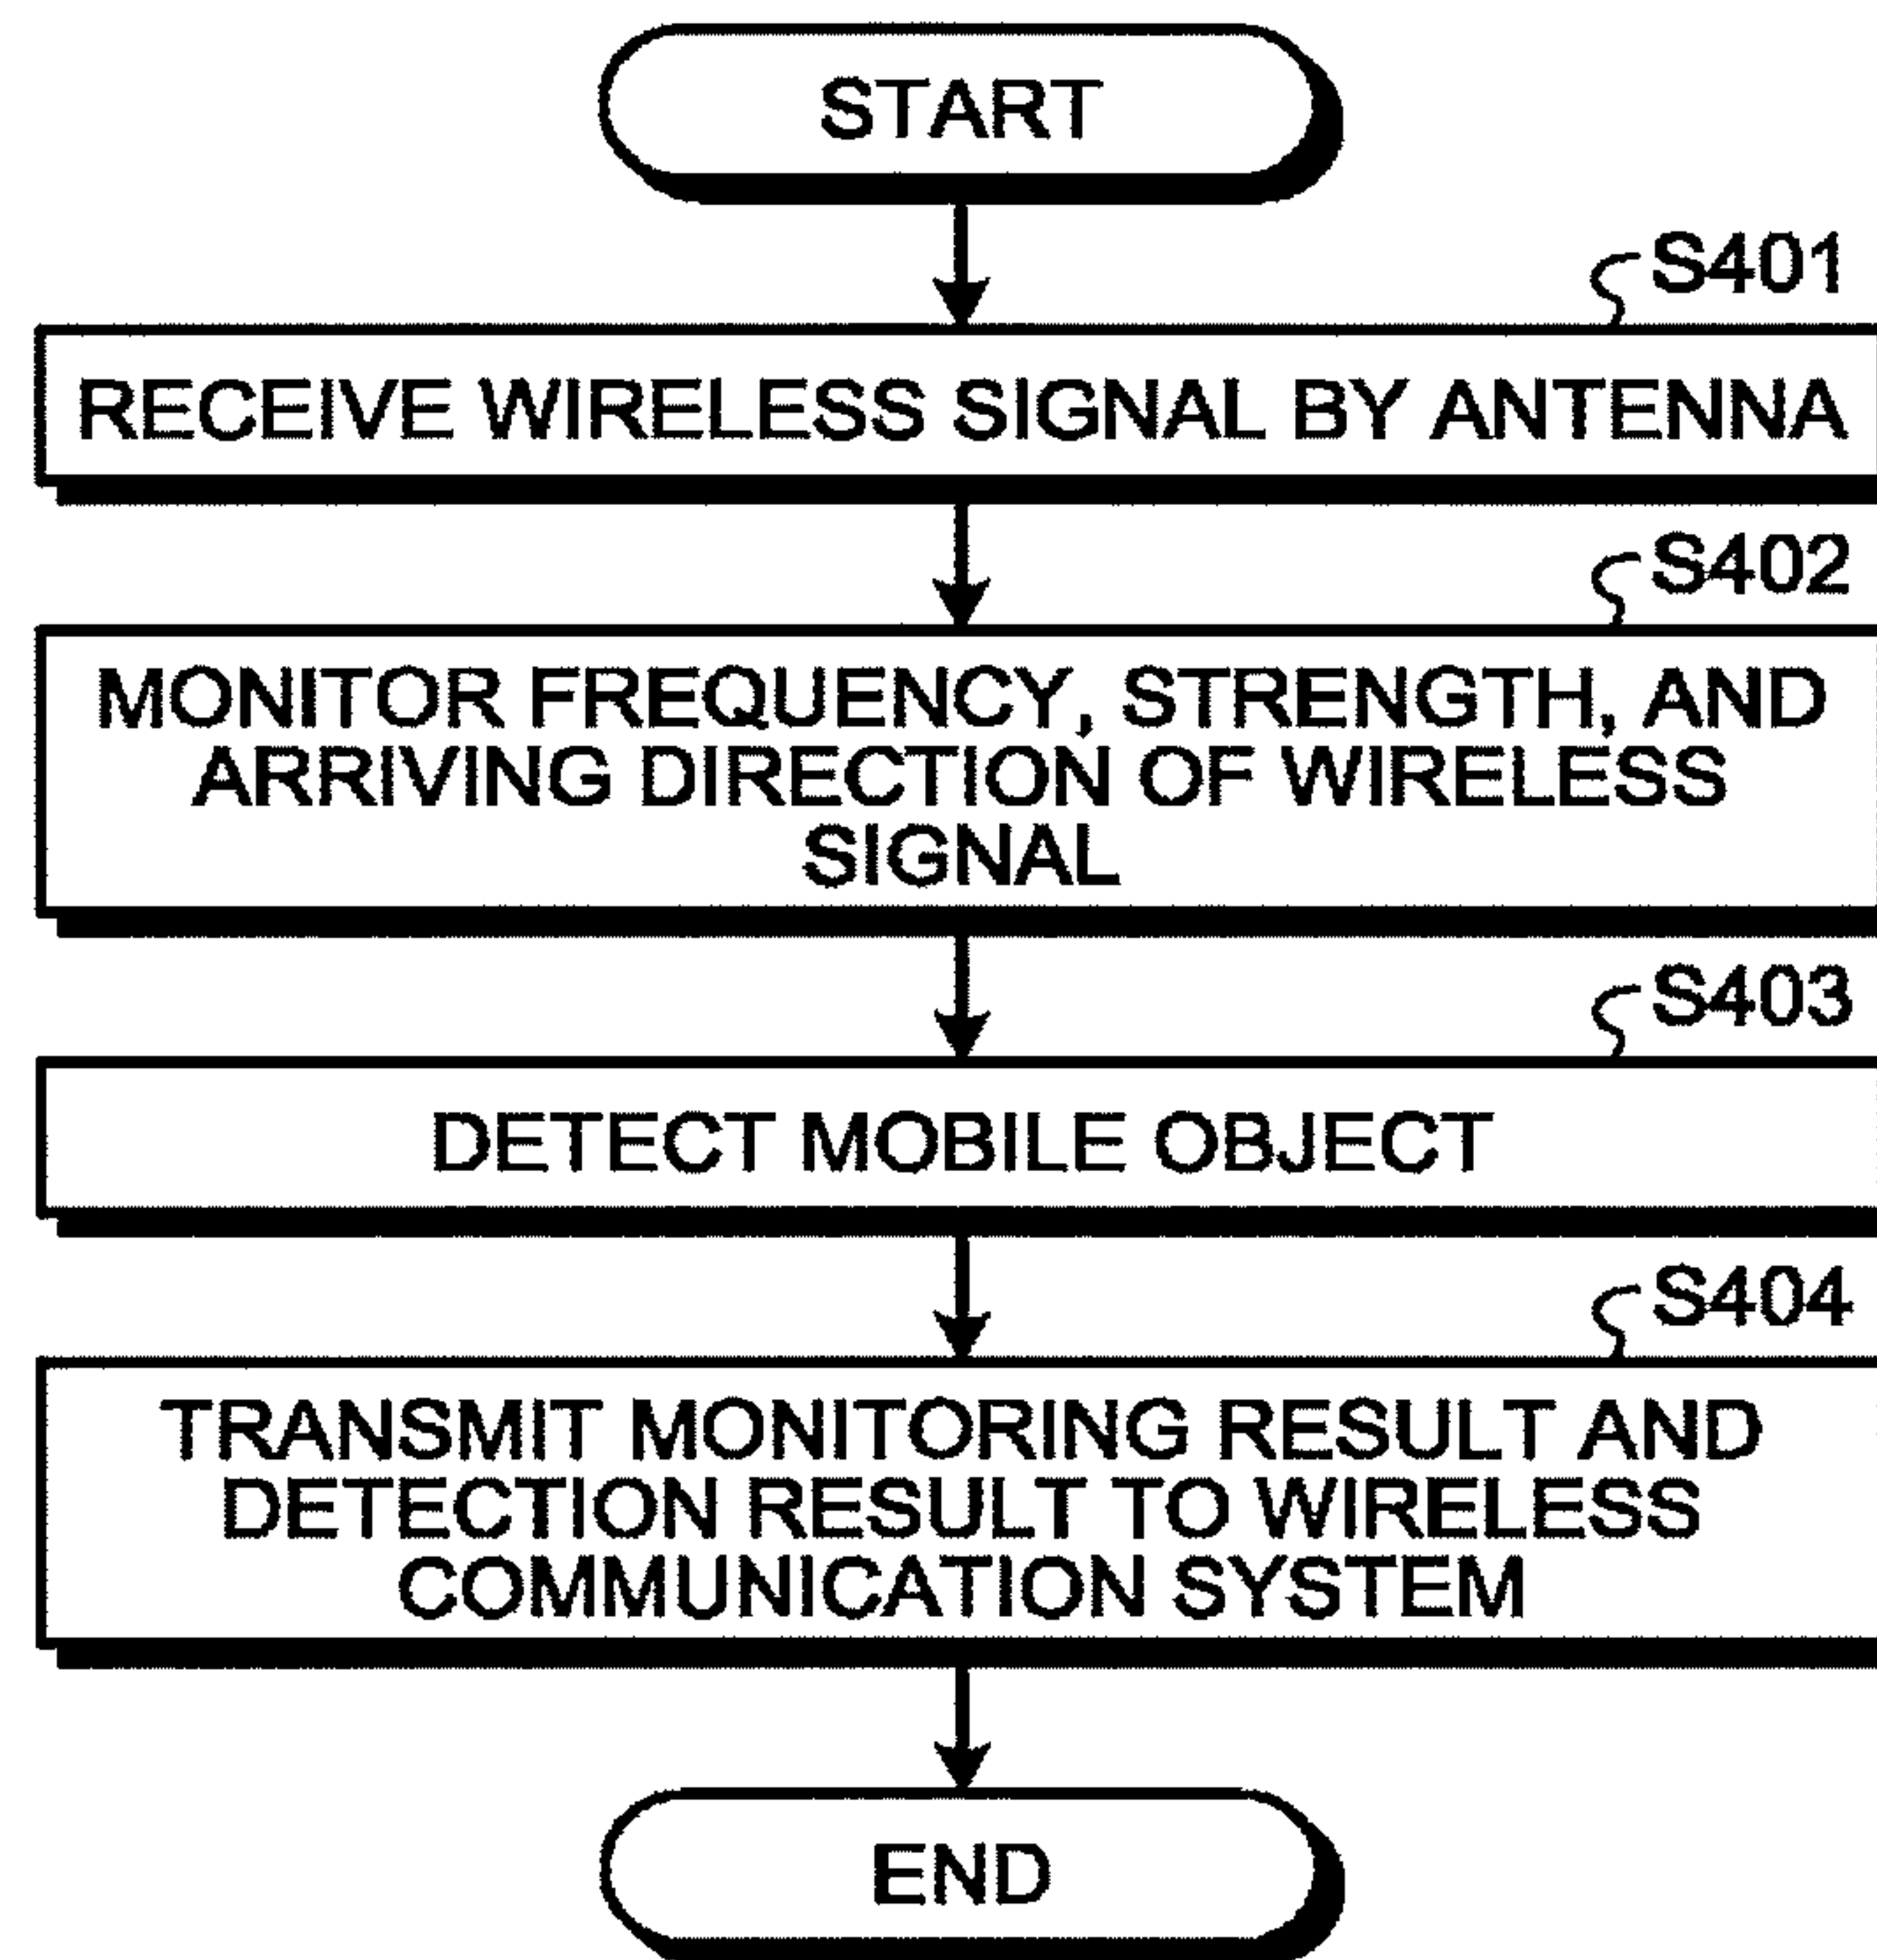 START
S401
RECEIVE WIRELESS SIGNAL BY ANTENNA
S402
MONITOR FREQUENCY, STRENGTH, AND
ARRIVING DIRECTION OF WIRELESS
SIGNAL
S403
DETECT MOBILE OBJECT
S404
TRANSMIT MONITORING RESULT AND
DETECTION RESULT TO WIRELESS
COMMUNICATION SYSTEM
END